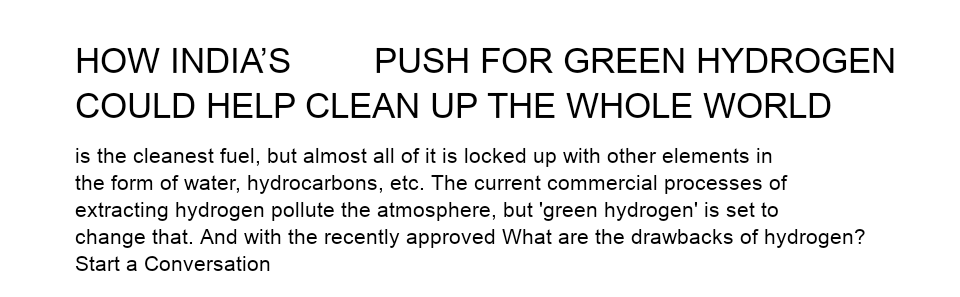 HOW INDIA’S PUSH FOR GREEN HYDROGEN
COULD HELP CLEAN UP THE WHOLE WORLD
is the cleanest fuel, but almost all of it is locked up with other elements in
the form of water, hydrocarbons, etc. The current commercial processes of
extracting hydrogen pollute the atmosphere, but 'green hydrogen' is set to
change that. And with the recently approved What are the drawbacks of hydrogen?
Start a Conversation